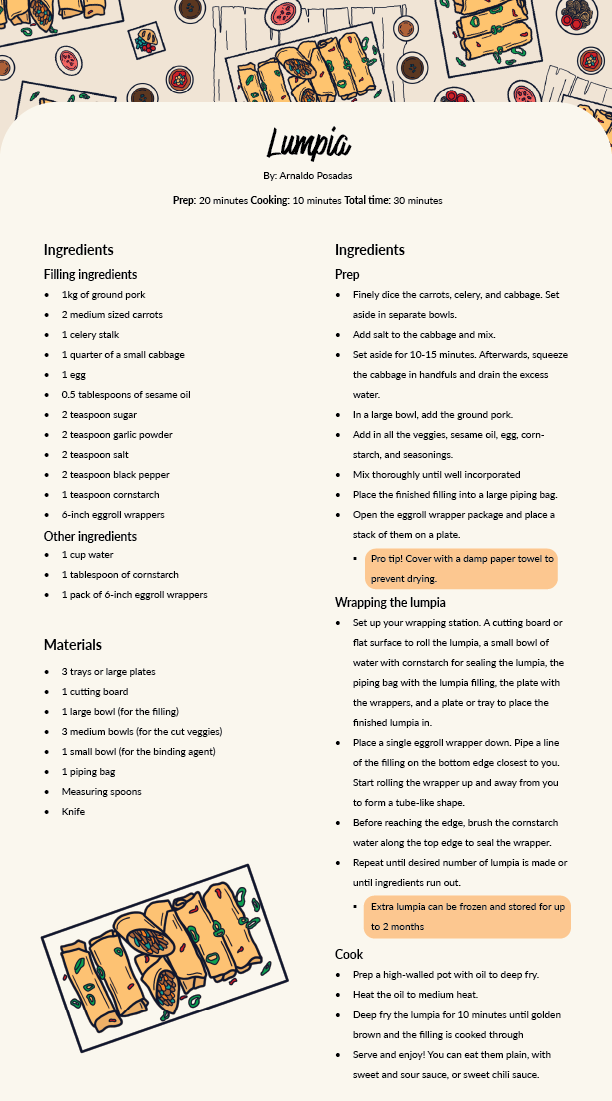 Lumpia
By: Arnaldo Posadas
Prep: 20 minutes Cooking: 10 minutes Total time: 30 minutes
Ingredients
Filling ingredients
• 1kg of ground pork
• 2 medium sized carrots
• 1 celery stalk
• 1 quarter of a small cabbage
• 1 egg
• 0.5 tablespoons of sesame oil
• 2 teaspoon sugar
• 2 teaspoon garlic powder
• 2 teaspoon salt
• 2 teaspoon black pepper
• 1 teaspoon cornstarch
• 6-inch eggroll wrappers
Other ingredients
• 1 cup water
• 1 tablespoon of cornstarch
• 1 pack of 6-inch eggroll wrappers
Materials
• 3 trays or large plates
• 1 cutting board
• 1 large bowl (for the filling)
• 3 medium bowls (for the cut veggies)
• 1 small bowl (for the binding agent)
• 1 piping bag
• Measuring spoons
• Knife
Ingredients
Prep
• Finely dice the carrots, celery, and cabbage. Set
aside in separate bowls.
• Add salt to the cabbage and mix.
• Set aside for 10-15 minutes. Afterwards, squeeze
the cabbage in handfuls and drain the excess
water.
• In a large bowl, add the ground pork.
• Add in all the veggies, sesame oil, egg, corn-
starch, and seasonings.
• Mix thoroughly until well incorporated
• Place the finished filling into a large piping bag.
• Open the eggroll wrapper package and place a
stack of them on a plate.
▪ Pro tip! Cover with a damp paper towel to
prevent drying.
Wrapping the lumpia
• Set up your wrapping station. A cutting board or
flat surface to roll the lumpia, a small bowl of
water with cornstarch for sealing the lumpia, the
piping bag with the lumpia filling, the plate with
the wrappers, and a plate or tray to place the
finished lumpia in.
• Place a single eggroll wrapper down. Pipe a line
of the filling on the bottom edge closest to you.
Start rolling the wrapper up and away from you
to form a tube-like shape.
• Before reaching the edge, brush the cornstarch
water along the top edge to seal the wrapper.
• Repeat until desired number of lumpia is made or
until ingredients run out.
▪ Extra lumpia can be frozen and stored for up
to 2 months
Cook
• Prep a high-walled pot with oil to deep fry.
• Heat the oil to medium heat.
• Deep fry the lumpia for 10 minutes until golden
brown and the filling is cooked through
• Serve and enjoy! You can eat them plain, with
sweet and sour sauce, or sweet chili sauce.